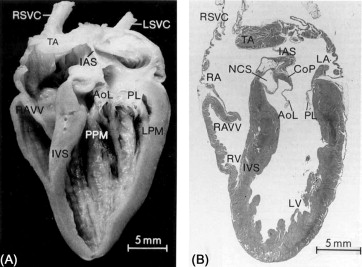 RSVC
LSVC
TA
IAS
AoL
PL
RAVV
PPM
LPM
IVS
5 mm
(A)
RSVC
TA
IAS
NCS
CoP
LA
RA
AoL
PL
RAVV
RV
IVS
LV
5 mm
(B)